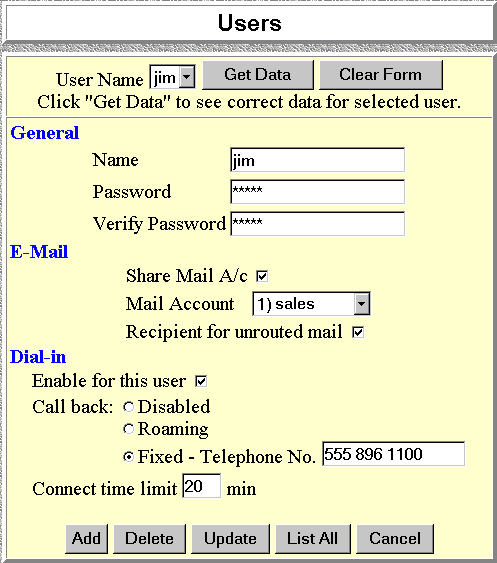 Users
User Name jim Get Data Clear Form
Click "Get Data" to see correct data for selected user.
General
Name jim
Password *****
Verify Password *****
E-Mail
Share Mail A/c
Mail Account 1) sales
Recipient for unrouted mail
Dial-in
Enable for this user
Call back: Disabled
Roaming
Fixed - Telephone No. 555 896 1100
Connect time limit 20 min
Add Delete Update List All Cancel